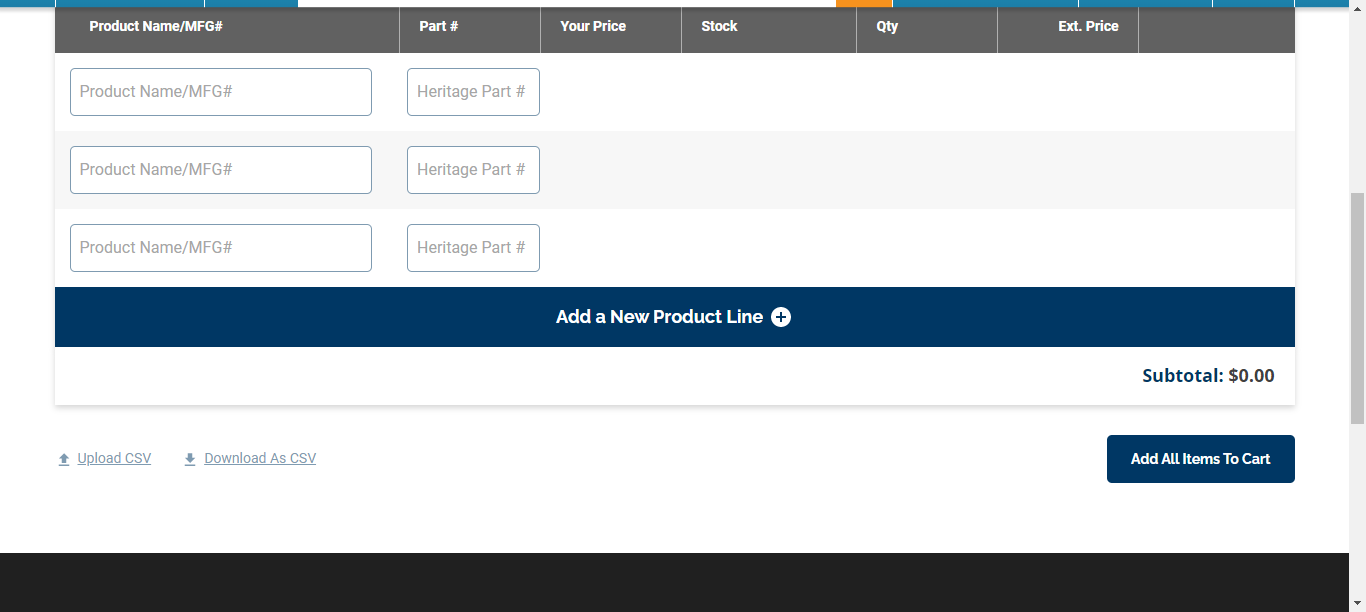 Product Name/MFG# Part # Your Price Stock Qty Ext. Price
Product Name/MFG# Heritage Part #
Product Name/MFG# Heritage Part #
Product Name/MFG# Heritage Part #
Add a New Product Line
Subtotal: $0.00
Upload CSV Download As CSV Add All Items To Cart